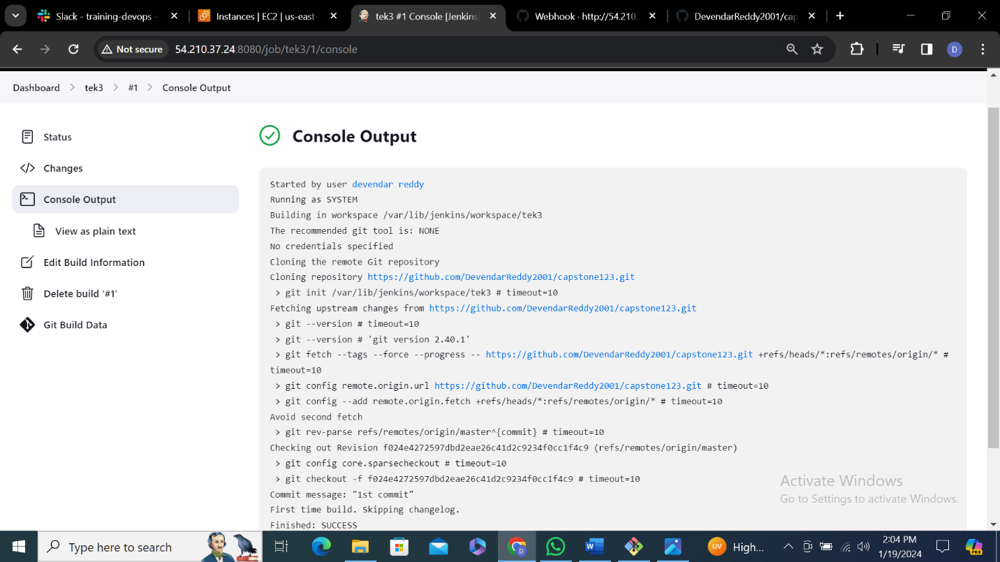 Slack - training-devops -
Instances | EC2 | us-east-
tek3 #1 Console [Jenkins]
Webhook · http://54.210.
DevendarReddy2001/cap
Not secure
54.210.37.24:8080/job/tek3/1/console
D
Dashboard
tek3
#1
Console Output
Status
Changes
Console Output
View as plain text
Edit Build Information
Delete build ‘#1’
Git Build Data
Console Output
Started by user devendar reddy
Running as SYSTEM
Building in workspace /var/lib/jenkins/workspace/tek3
The recommended git tool is: NONE
No credentials specified
Cloning the remote Git repository
Cloning repository https://github.com/DevendarReddy2001/capstone123.git
> git init /var/lib/jenkins/workspace/tek3 # timeout=10
Fetching upstream changes from https://github.com/DevendarReddy2001/capstone123.git
> git --version # timeout=10
> git --version # 'git version 2.40.1'
> git fetch --tags --force --progress -- https://github.com/DevendarReddy2001/capstone123.git +refs/heads/*:refs/remotes/origin/* #
timeout=10
> git config remote.origin.url https://github.com/DevendarReddy2001/capstone123.git # timeout=10
> git config --add remote.origin.fetch +refs/heads/*:refs/remotes/origin/* # timeout=10
Avoid second fetch
> git rev-parse refs/remotes/origin/master^{commit} # timeout=10
Checking out Revision f024e4272597dbd2eae26c41d2c9234f0cc1f4c9 (refs/remotes/origin/master)
> git config core.sparsecheckout # timeout=10
> git checkout -f f024e4272597dbd2eae26c41d2c9234f0cc1f4c9 # timeout=10
Commit message: "1st commit"
First time build. Skipping changelog.
Finished: SUCCESS
Activate Windows
Go to Settings to activate Windows.
Type here to search
D
W
UV
High...
2:04 PM
1/19/2024
PRE